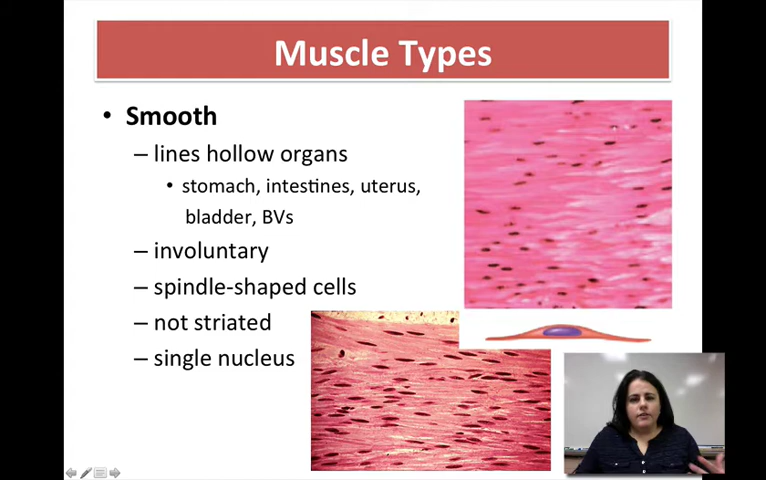 Muscle Types
• Smooth
– lines hollow organs
• stomach, intestines, uterus,
bladder, BVs
– involuntary
– spindle-shaped cells
– not striated
– single nucleus